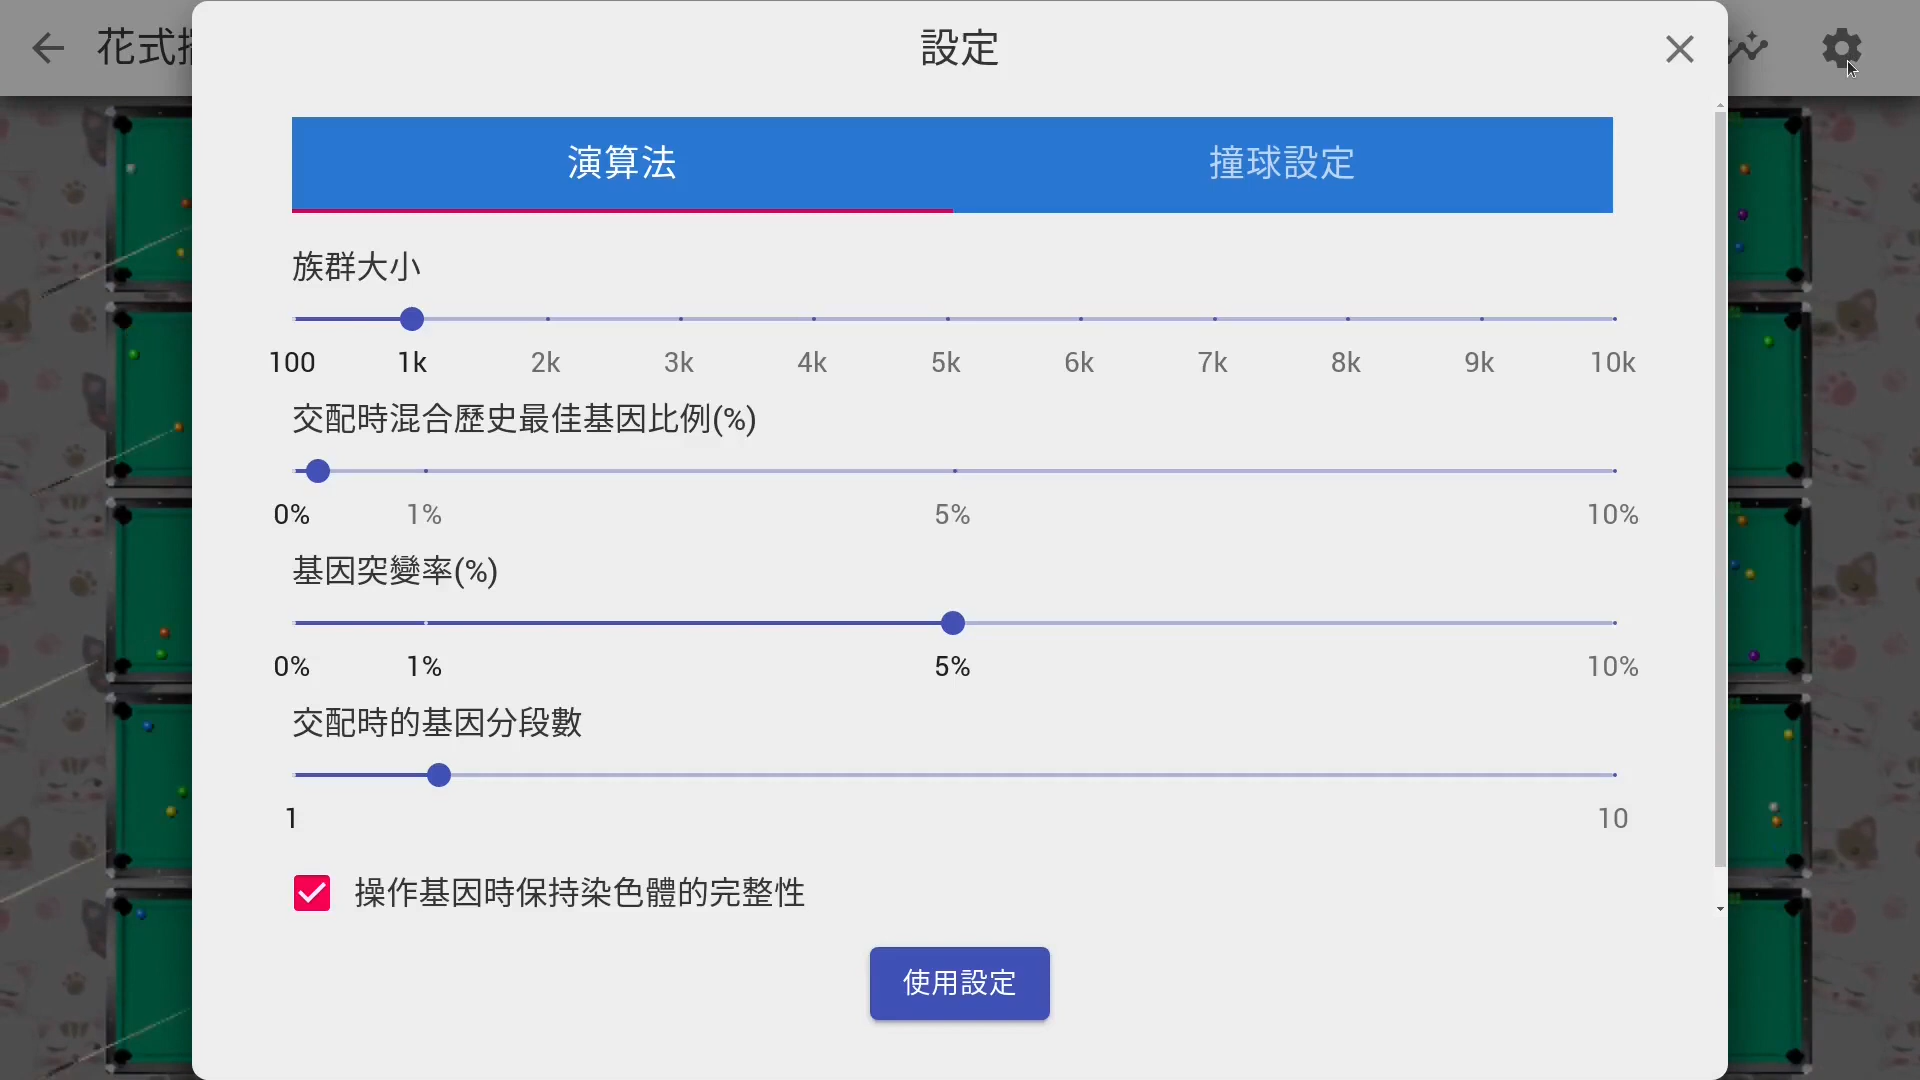 花式
設定
演算法
撞球設定
族群大小
100 1k 2k 3k 4k 5k 6k 7k 8k 9k 10k
交配時混合歷史最佳基因比例(%)
0% 1% 5% 10%
基因突變率(%)
0% 1% 5% 10%
交配時的基因分段數
1 10
操作基因時保持染色體的完整性
使用設定